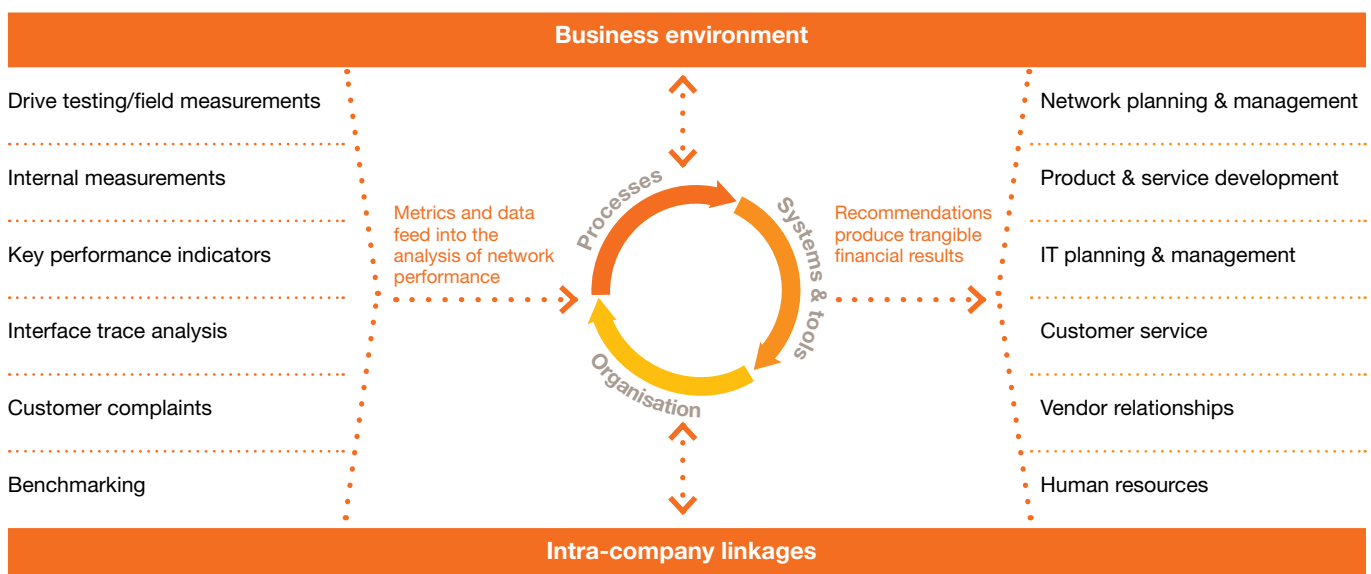 Business environment
Drive testing/field measurements
Internal measurements
Key performance indicators
Interface trace analysis
Customer complaints
Benchmarking
Metrics and data
feed into the
analysis of network
performance
Processes
Systems & tools
Organisation
Recommendations
produce trangible
financial results
Network planning & management
Product & service development
IT planning & management
Customer service
Vendor relationships
Human resources
Intra-company linkages